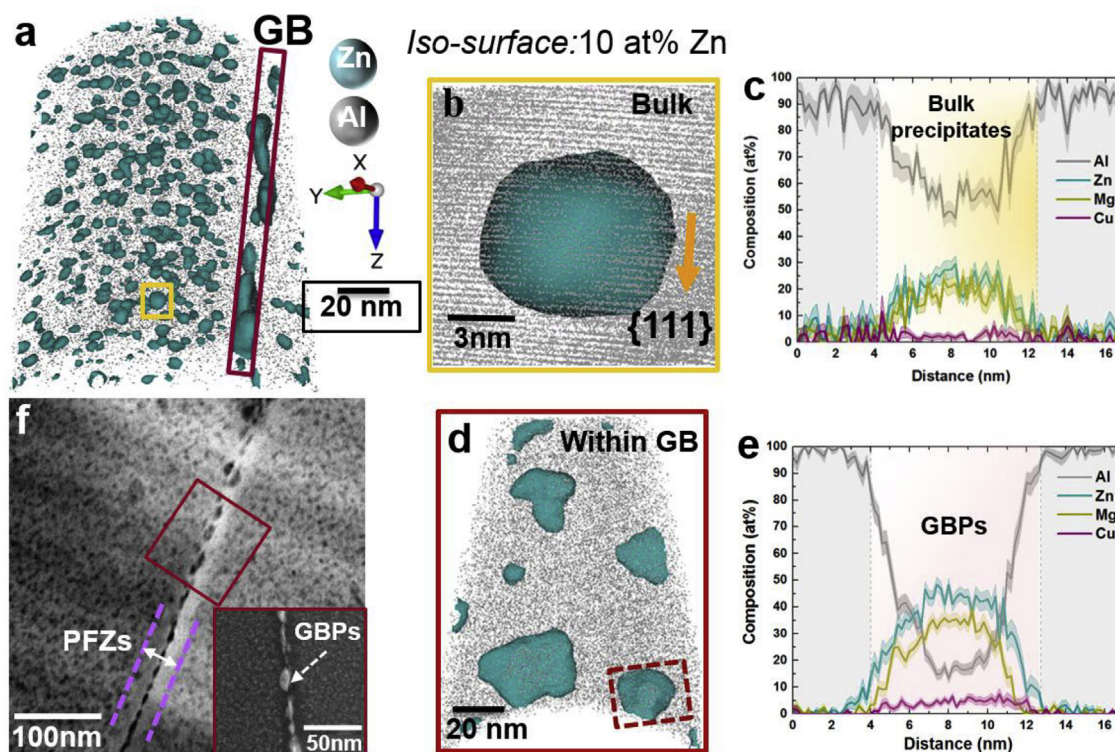 a
GB
Zn
Al
X
Y
Z
20 nm
Iso-surface:10 at% Zn
b
Bulk
3nm
{111}
c
Bulk
precipitates
Al
Zn
Mg
Cu
Composition (at%)
100
90
80
70
60
50
40
30
20
10
0
0 2 4 6 8 10 12 14 16
Distance (nm)
f
PFZs
100nm
GBPs
50nm
d
Within GB
20 nm
e
GBPs
Al
Zn
Mg
Cu
Composition (at%)
100
90
80
70
60
50
40
30
20
10
0
0 2 4 6 8 10 12 14 16
Distance (nm)